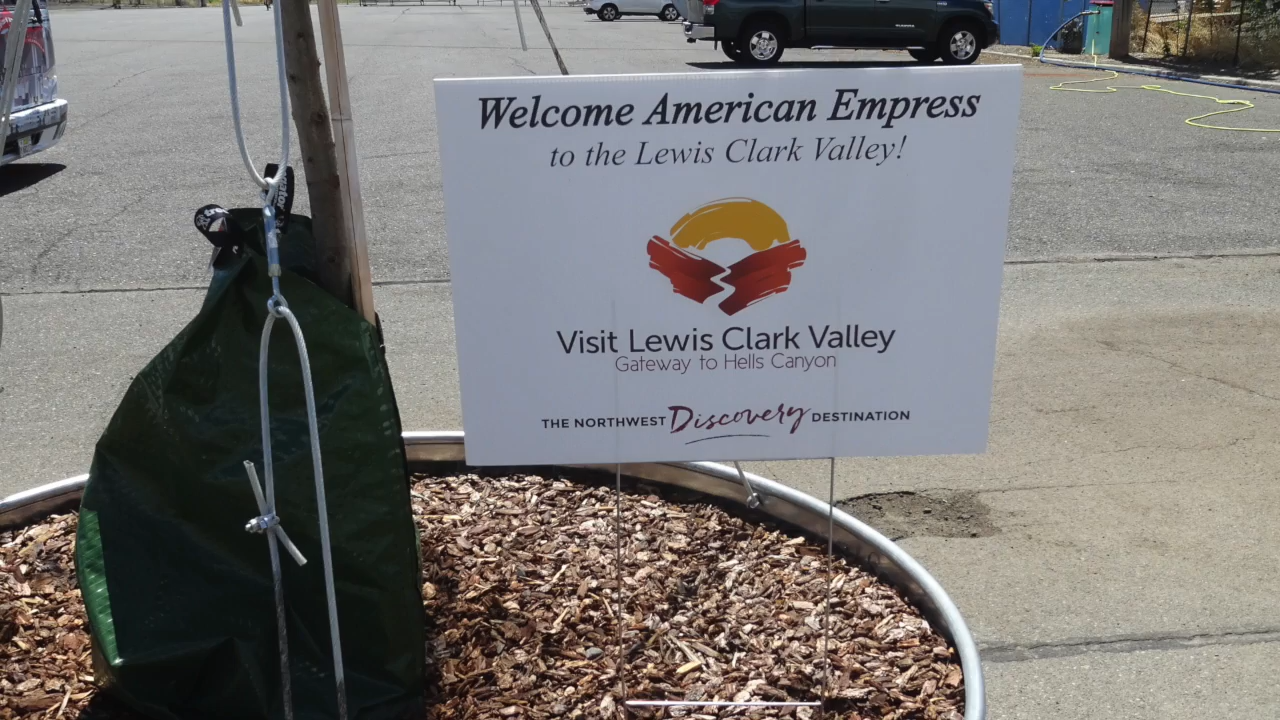 Welcome American Empress
to the Lewis Clark Valley!
Visit Lewis Clark Valley
Gateway to Hells Canyon
THE NORTHWEST Discovery DESTINATION